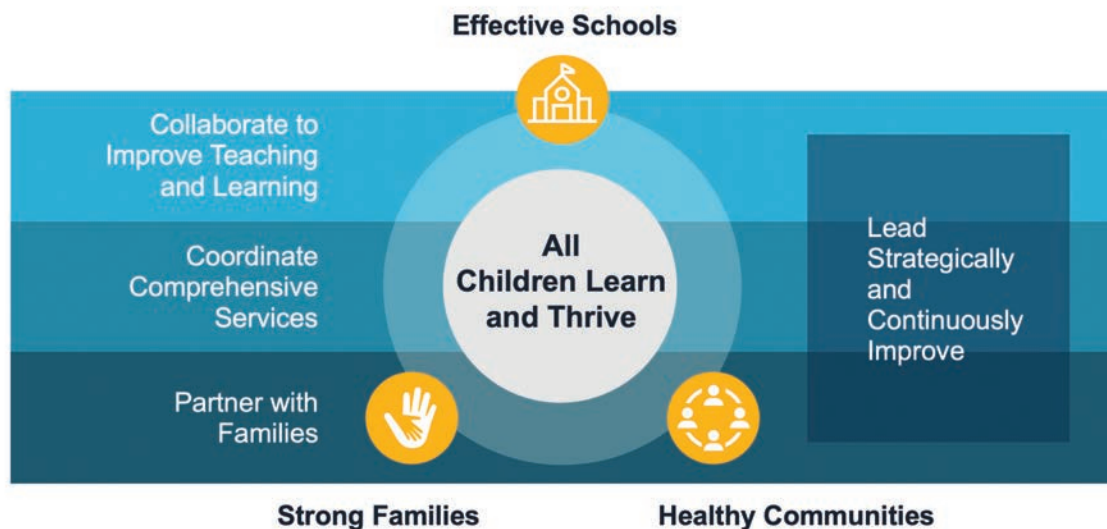 Effective Schools
Collaborate to
Improve Teaching
and Learning
Coordinate
Comprehensive
Services
Partner with
Families
All
Children Learn
and Thrive
Lead
Strategically
and
Continuously
Improve
Strong Families
Healthy Communities